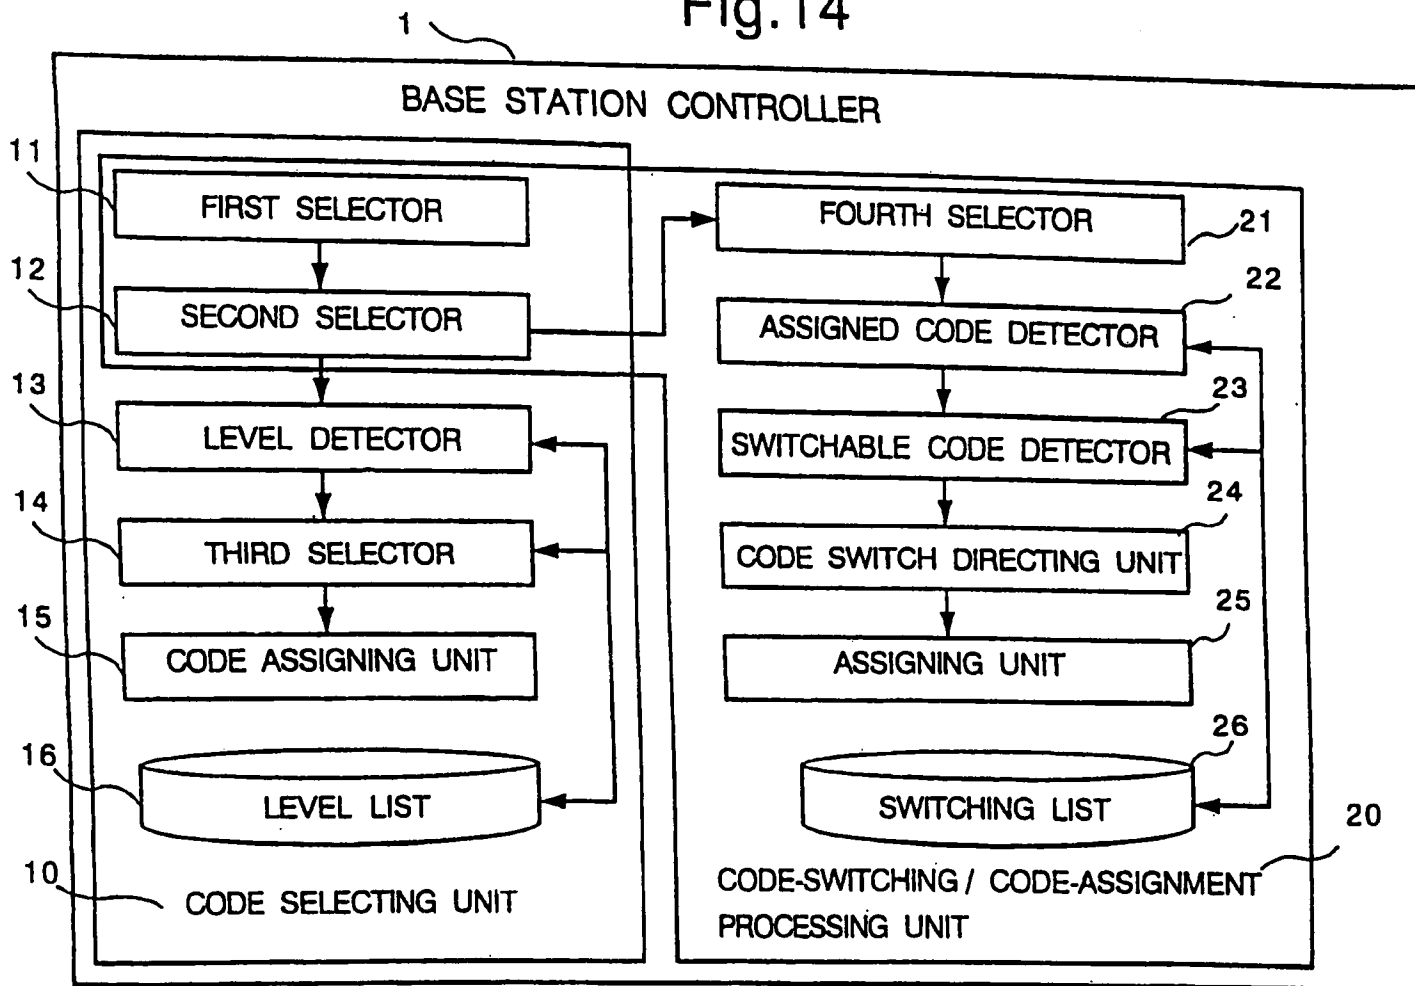 Fig.14
1
BASE STATION CONTROLLER
11
FIRST SELECTOR
12
SECOND SELECTOR
13
LEVEL DETECTOR
14
THIRD SELECTOR
15
CODE ASSIGNING UNIT
16
LEVEL LIST
10
CODE SELECTING UNIT
FOURTH SELECTOR
21
22
ASSIGNED CODE DETECTOR
23
SWITCHABLE CODE DETECTOR
24
CODE SWITCH DIRECTING UNIT
25
ASSIGNING UNIT
26
SWITCHING LIST
20
CODE-SWITCHING / CODE-ASSIGNMENT
PROCESSING UNIT